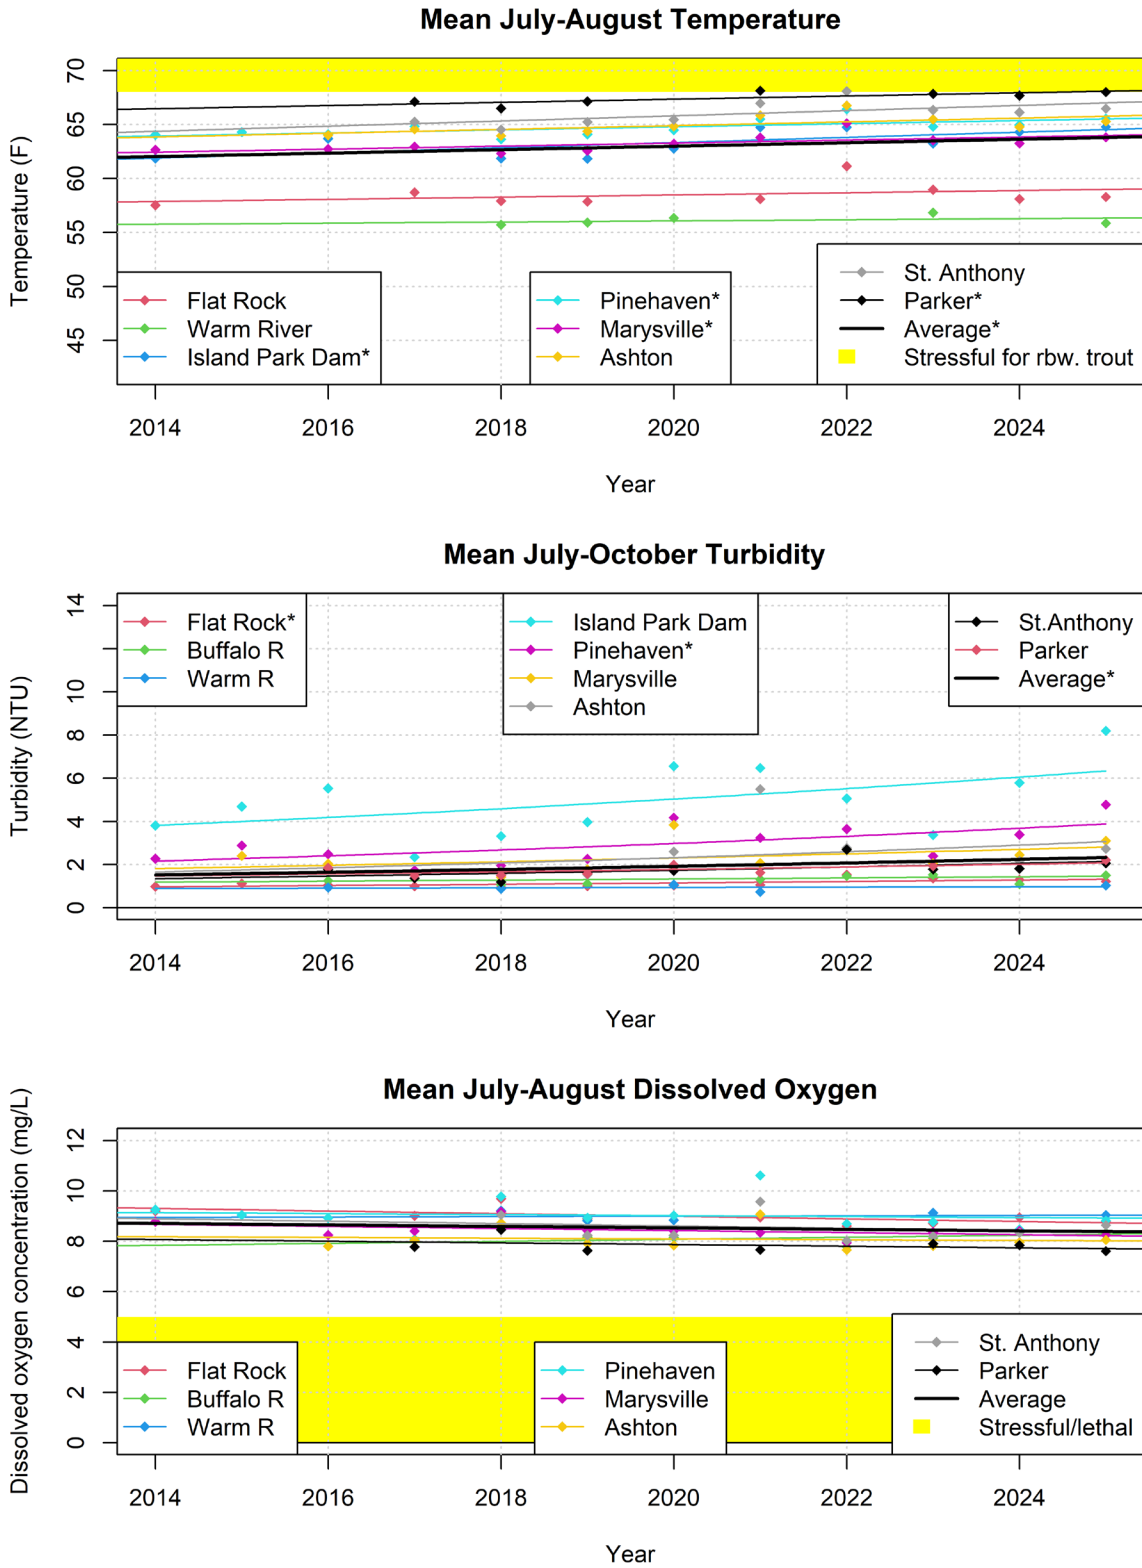 Mean July-August Temperature
Temperature (F)
70
65
60
55
50
45
Flat Rock
Warm River
Island Park Dam*
Pinehaven*
Marysville*
Ashton
St. Anthony
Parker*
Average*
Stressful for rbw. trout
2014 2016 2018 2020 2022 2024
Year
Mean July-October Turbidity
Turbidity (NTU)
14
10
8
6
4
2
0
Flat Rock*
Buffalo R
Warm R
Island Park Dam
Pinehaven*
Marysville
Ashton
St.Anthony
Parker
Average*
2014 2016 2018 2020 2022 2024
Year
Mean July-August Dissolved Oxygen
Dissolved oxygen concentration (mg/L)
12
10
8
6
4
2
0
Flat Rock
Buffalo R
Warm R
Pinehaven
Marysville
Ashton
St. Anthony
Parker
Average
Stressful/lethal
2014 2016 2018 2020 2022 2024
Year